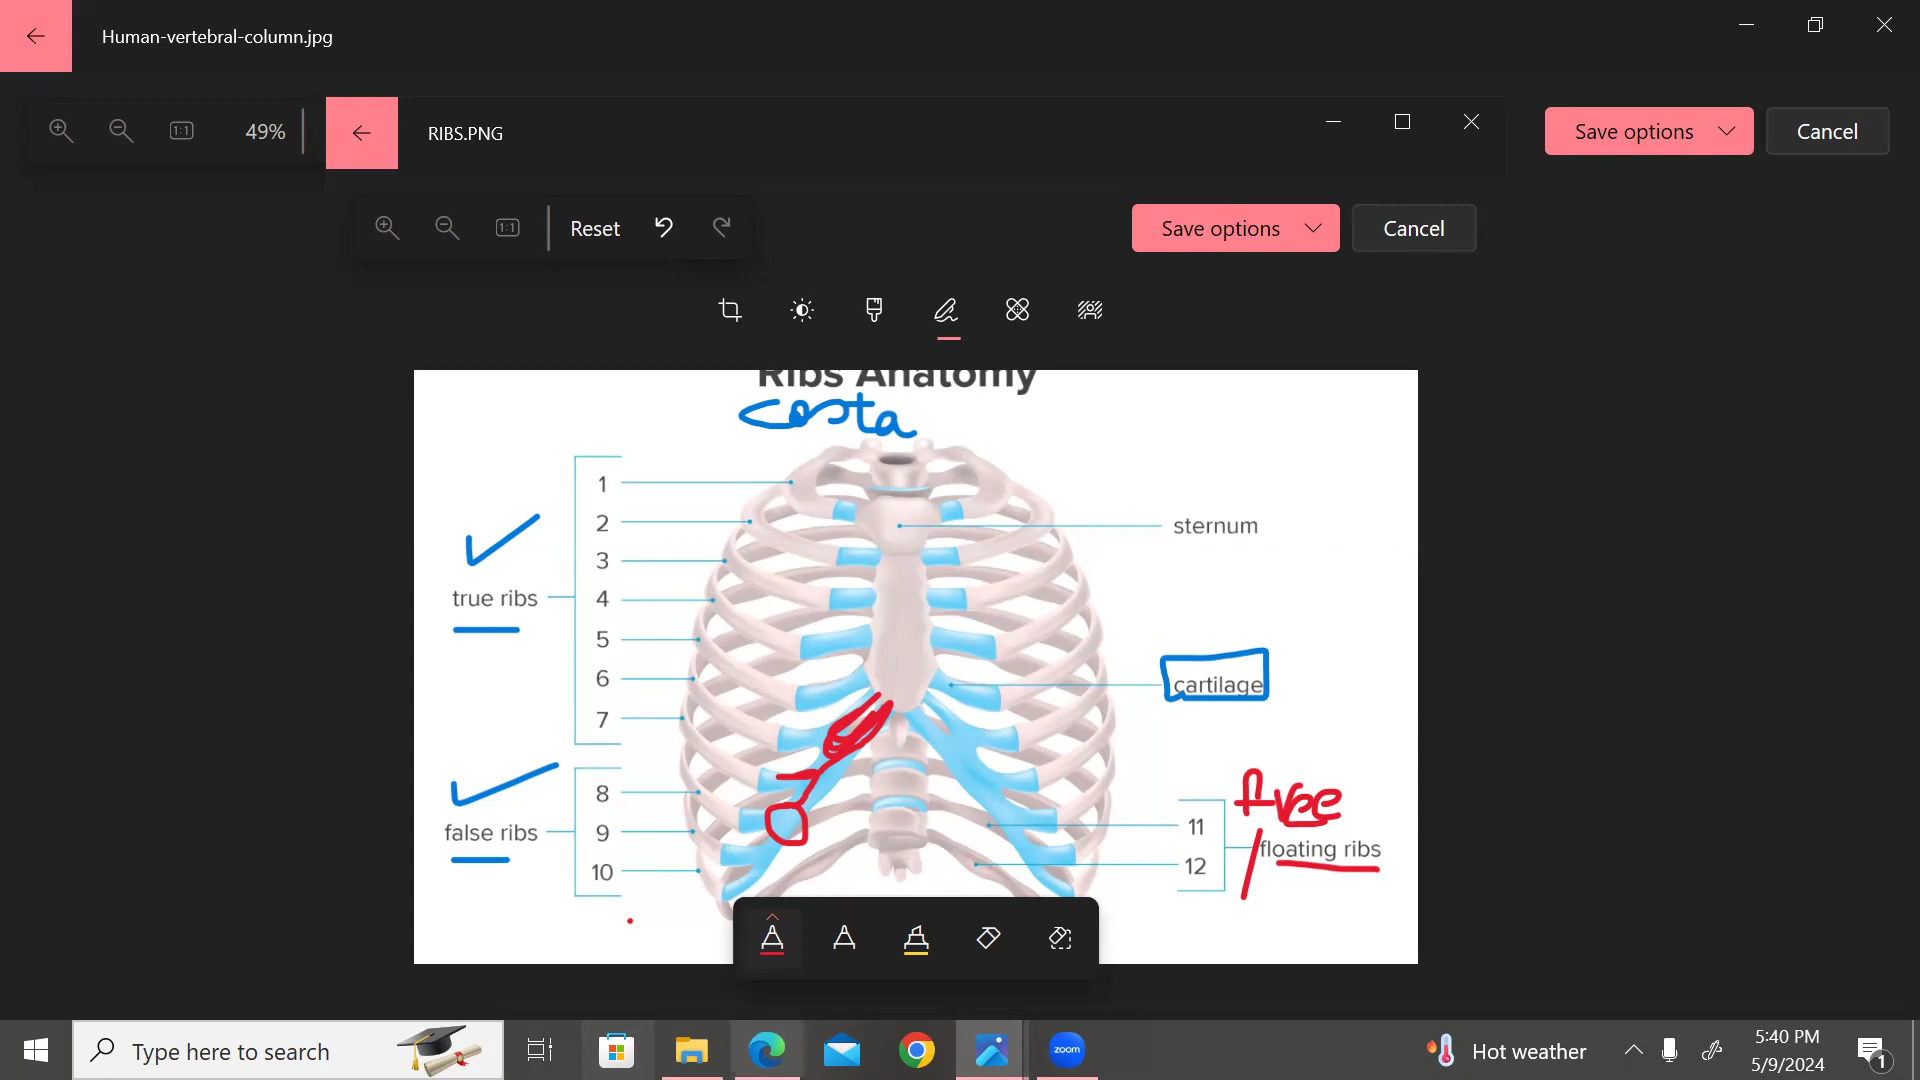 Human-vertebral-column.jpg
49%
RIBS.PNG
Save options
Cancel
Reset
Save options
Cancel
Ribs Anatomy
costa
1
2
3
4
5
6
7
true ribs
sternum
cartilage
8
9
10
false ribs
free
11
12
floating ribs
Type here to search
zoom
Hot weather
5:40 PM
5/9/2024
1